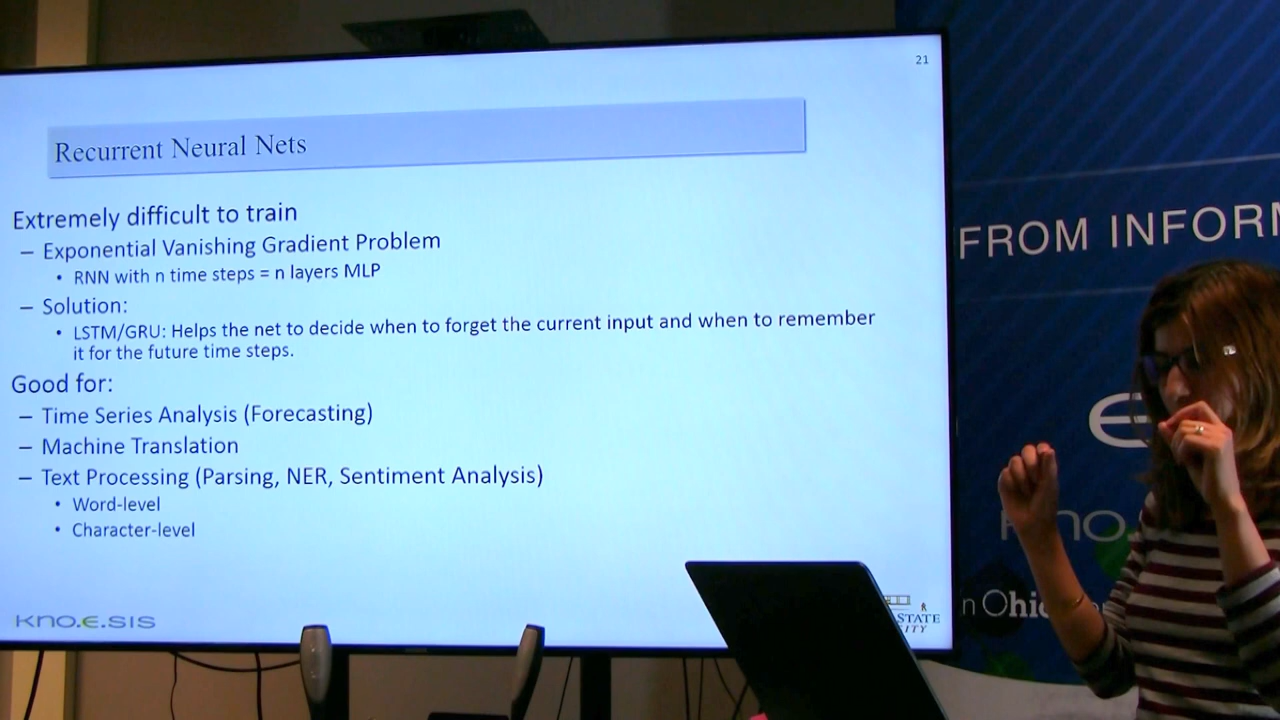 21
Recurrent Neural Nets
Extremely difficult to train
– Exponential Vanishing Gradient Problem
• RNN with n time steps = n layers MLP
– Solution:
• LSTM/GRU: Helps the net to decide when to forget the current input and when to remember
it for the future time steps.
Good for:
– Time Series Analysis (Forecasting)
– Machine Translation
– Text Processing (Parsing, NER, Sentiment Analysis)
• Word-level
• Character-level
KNO.E.SIS
STATE
FROM INFORM